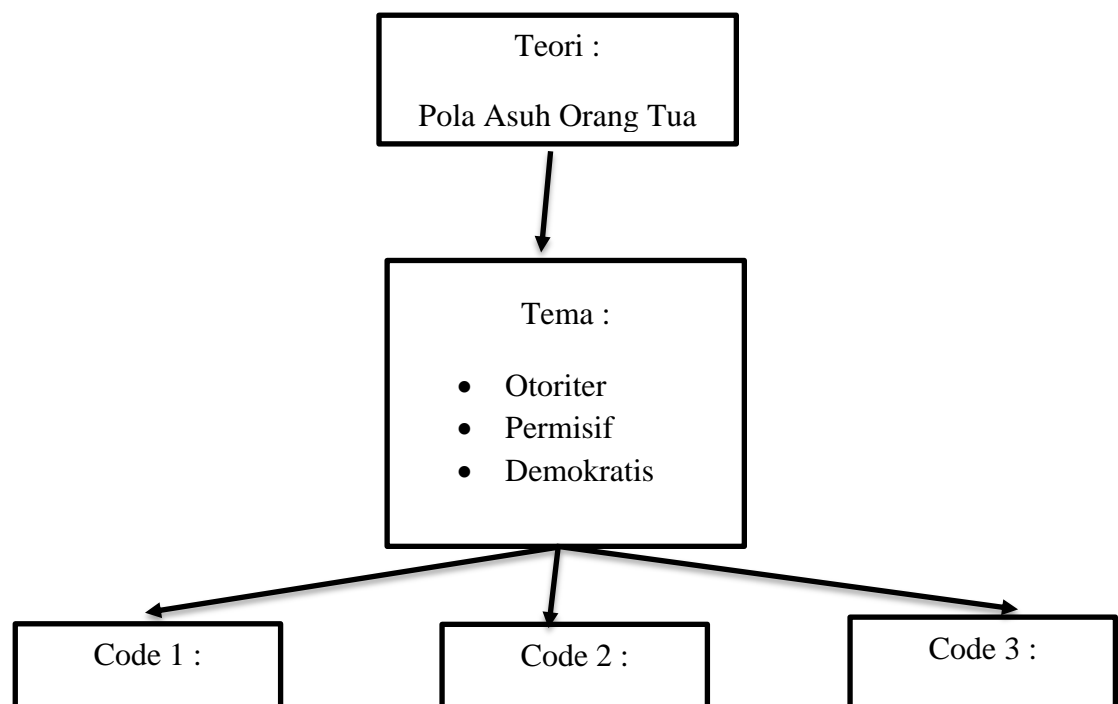 Teori :
Pola Asuh Orang Tua
Tema :
• Otoriter
• Permisif
• Demokratis
Code 1 :
Code 2 :
Code 3 :